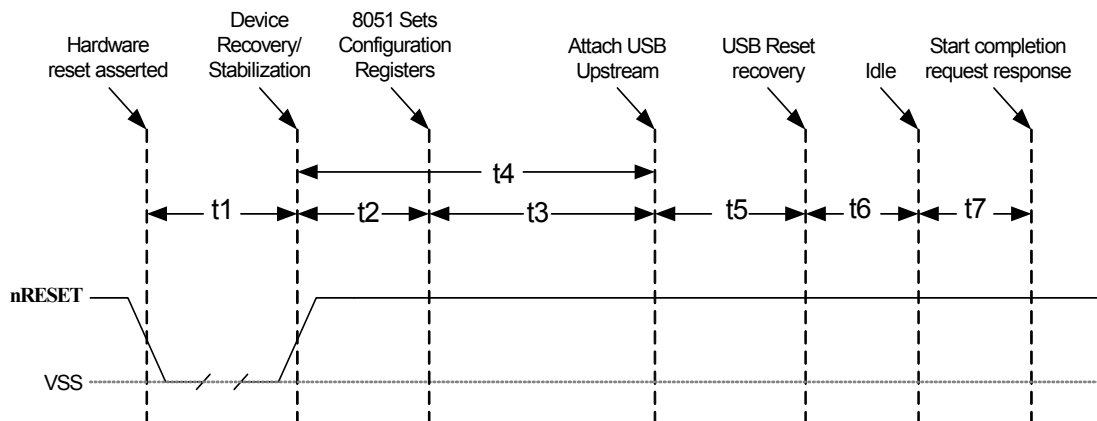 Hardware
reset asserted
Device
Recovery/
Stabilization
8051 Sets
Configuration
Registers
Attach USB
Upstream
USB Reset
recovery
Idle
Start completion
request response
t4
t1
t2
t3
t5
t6
t7
nRESET
VSS